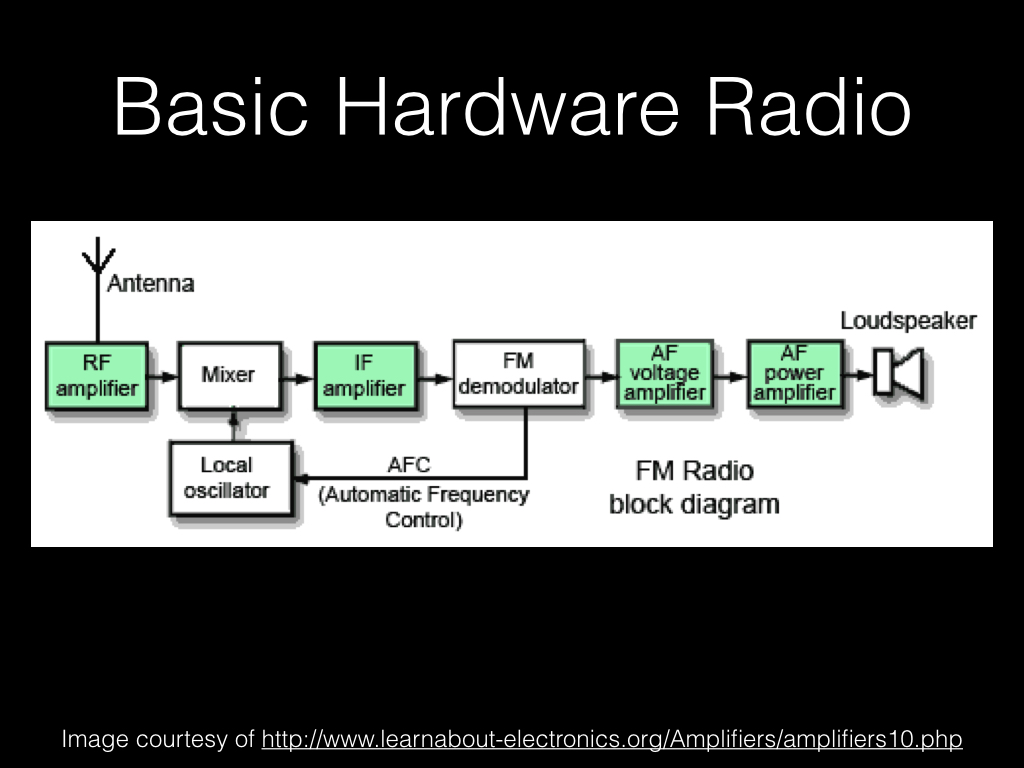 Basic Hardware Radio
Antenna
Loudspeaker
RF
amplifier
Mixer
IF
amplifier
FM
demodulator
AF
voltage
amplifier
AF
power
amplifier
Local
oscillator
AFC
(Automatic Frequency
Control)
FM Radio
block diagram
Image courtesy of http://www.learnabout-electronics.org/Amplifiers/amplifiers10.php